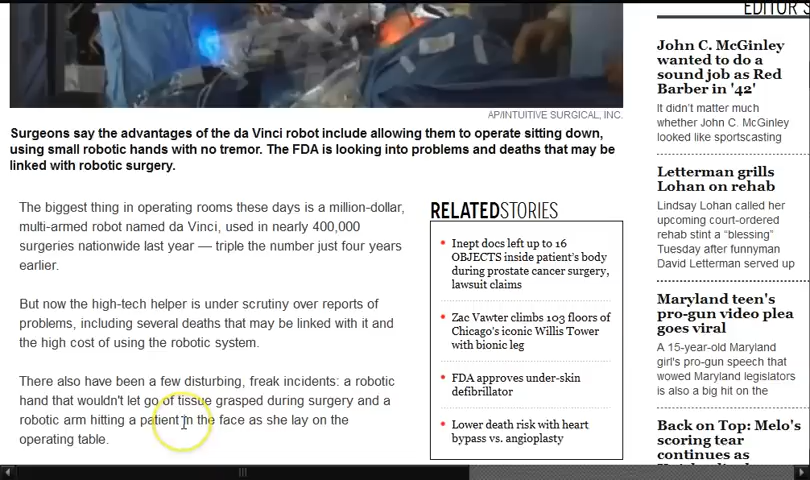 EDITOR'S
AP/INTUITIVE SURGICAL, INC.
Surgeons say the advantages of the da Vinci robot include allowing them to operate sitting down,
using small robotic hands with no tremor. The FDA is looking into problems and deaths that may be
linked with robotic surgery.
The biggest thing in operating rooms these days is a million-dollar,
multi-armed robot named da Vinci, used in nearly 400,000
surgeries nationwide last year — triple the number just four years
earlier.
But now the high-tech helper is under scrutiny over reports of
problems, including several deaths that may be linked with it and
the high cost of using the robotic system.
There also have been a few disturbing, freak incidents: a robotic
hand that wouldn't let go of tissue grasped during surgery and a
robotic arm hitting a patient in the face as she lay on the
operating table.
RELATEDSTORIES
Inept docs left up to 16
OBJECTS inside patient's body
during prostate cancer surgery,
lawsuit claims
Zac Vawter climbs 103 floors of
Chicago's iconic Willis Tower
with bionic leg
FDA approves under-skin
defibrillator
Lower death risk with heart
bypass vs. angioplasty
John C. McGinley
wanted to do a
sound job as Red
Barber in '42'
It didn't matter much
whether John C. McGinley
looked like sportscasting
Letterman grills
Lohan on rehab
Lindsay Lohan called her
upcoming court-ordered
rehab stint a "blessing"
Tuesday after funnyman
David Letterman served up
Maryland teen's
pro-gun video plea
goes viral
A 15-year-old Maryland
girl's pro-gun speech that
wowed Maryland legislators
is also a big hit on the
Back on Top: Melo's
scoring tear
continues as